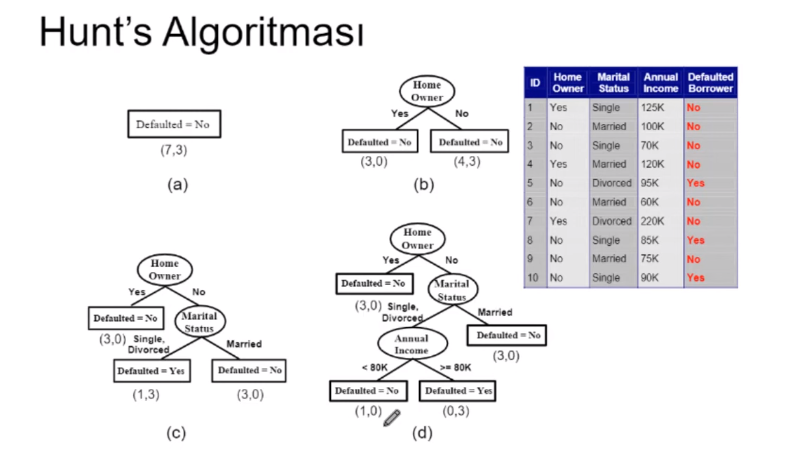 Hunt's Algoritması
Defaulted = No
(7,3)
(a)
Home
Owner
Yes No
Defaulted = No Defaulted = No
(3,0) (4,3)
(b)
ID Home Owner Marital Status Annual Income Defaulted Borrower
1 Yes Single 125K No
2 No Married 100K No
3 No Single 70K No
4 Yes Married 120K No
5 No Divorced 95K Yes
6 No Married 60K No
7 Yes Divorced 220K No
8 No Single 85K Yes
9 No Married 75K No
10 No Single 90K Yes
Home
Owner
Yes No
Defaulted = No
(3,0)
Marital
Status
Single,
Divorced
Married
Defaulted = Yes Defaulted = No
(1,3) (3,0)
(c)
Home
Owner
Yes No
Defaulted = No
(3,0)
Marital
Status
Single,
Divorced
Married
Annual
Income
Defaulted = No
(3,0)
< 80K >= 80K
Defaulted = No Defaulted = Yes
(1,0) (0,3)
(d)